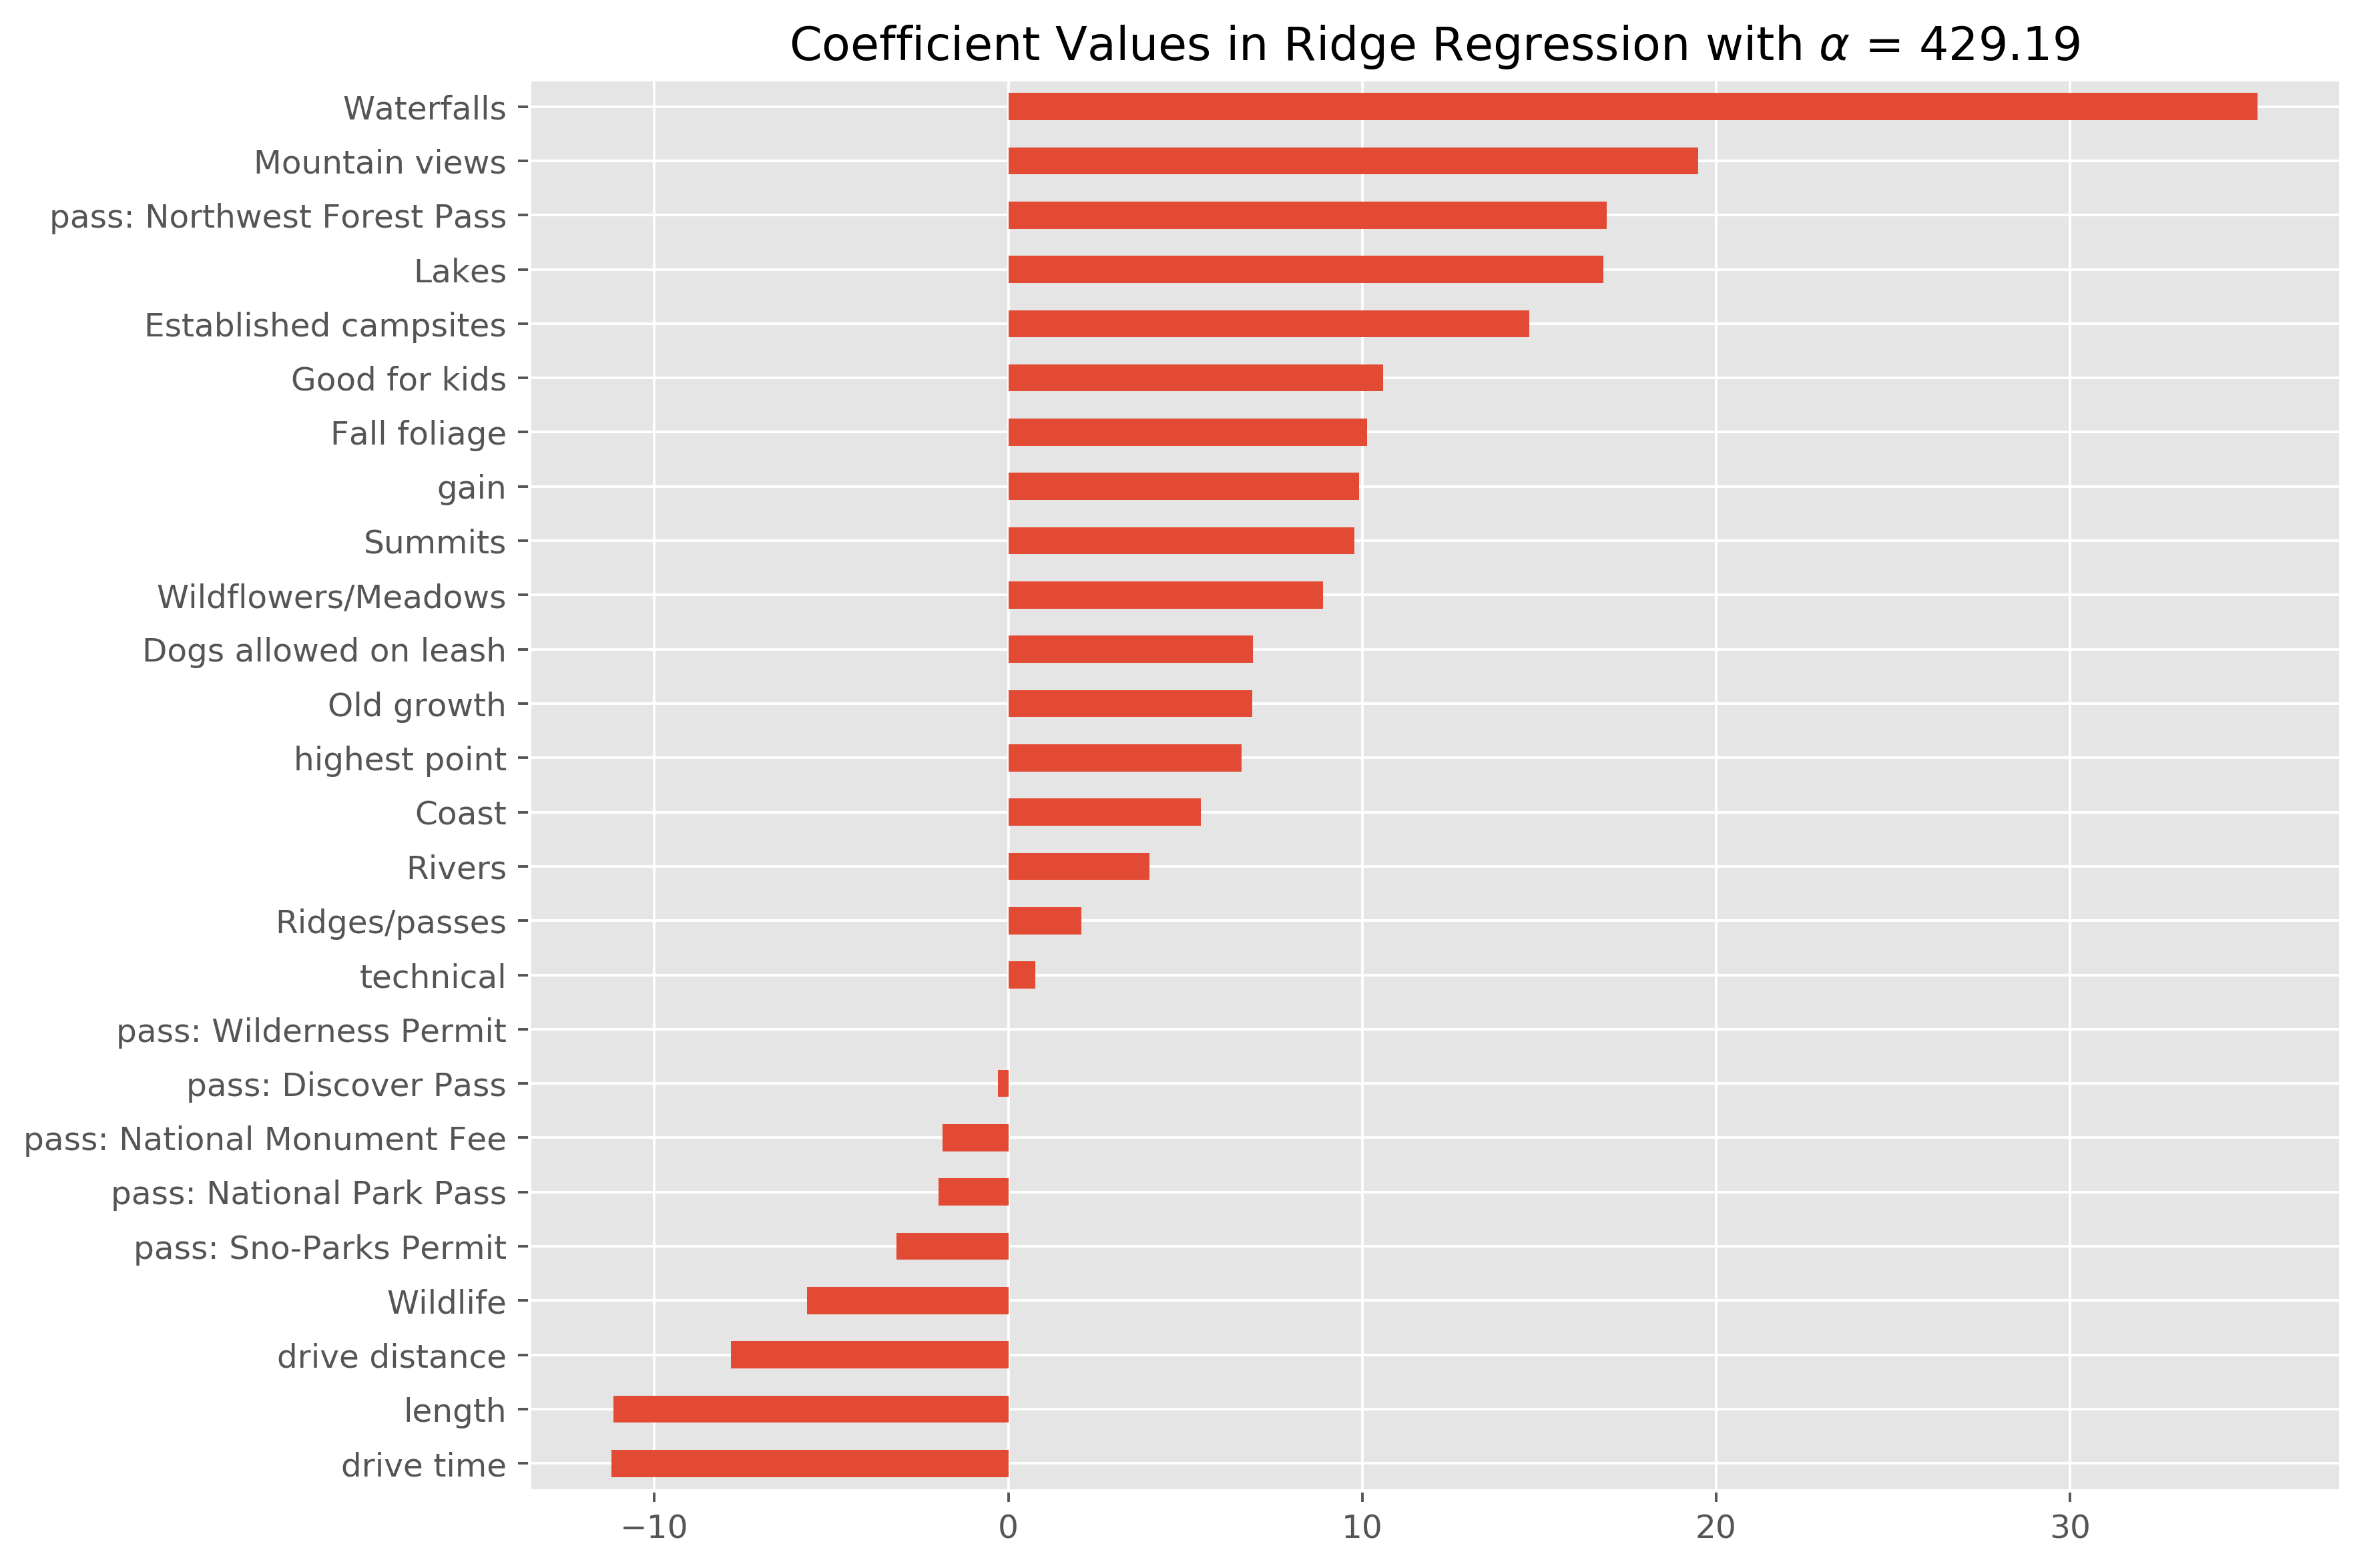 Coefficient Values in Ridge Regression with α = 429.19
Waterfalls
Mountain views
pass: Northwest Forest Pass
Lakes
Established campsites
Good for kids
Fall foliage
gain
Summits
Wildflowers/Meadows
Dogs allowed on leash
Old growth
highest point
Coast
Rivers
Ridges/passes
technical
pass: Wilderness Permit
pass: Discover Pass
pass: National Monument Fee
pass: National Park Pass
pass: Sno-Parks Permit
Wildlife
drive distance
length
drive time
−10 0 10 20 30